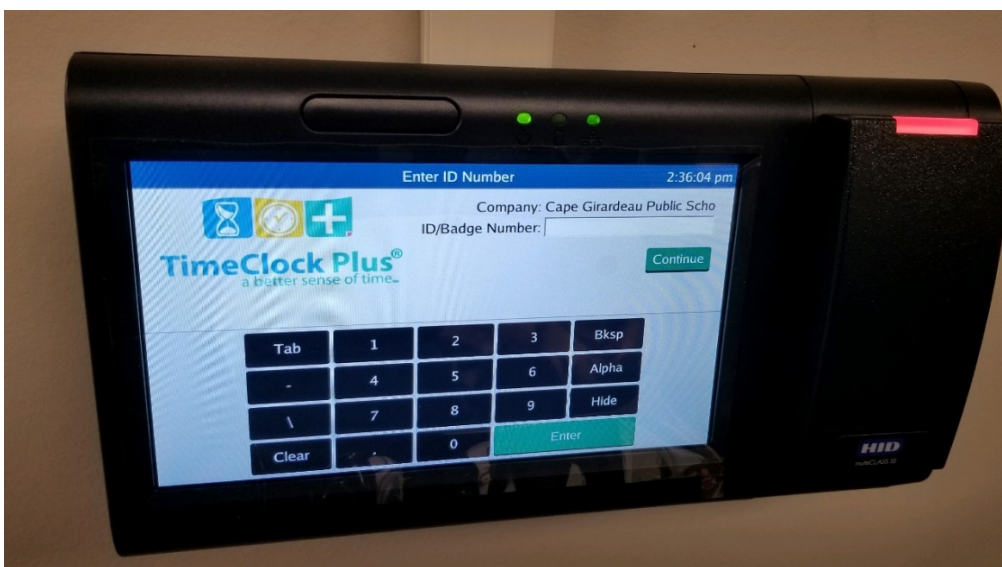 Enter ID Number 2:36:04 pm
Company: Cape Girardeau Public Scho
ID/Badge Number:
TimeClock Plus®
a better sense of time
Continue
Tab 1 2 3 Bksp
- 4 5 6 Alpha
\ 7 8 9 Hide
Clear . 0 Enter
HID
multiCLASS SE